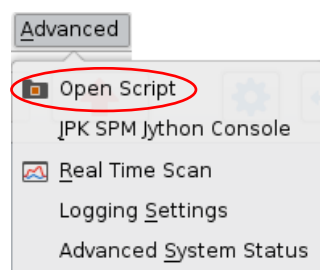 Advanced
Open Script
JPK SPM Jython Console
Real Time Scan
Logging Settings
Advanced System Status